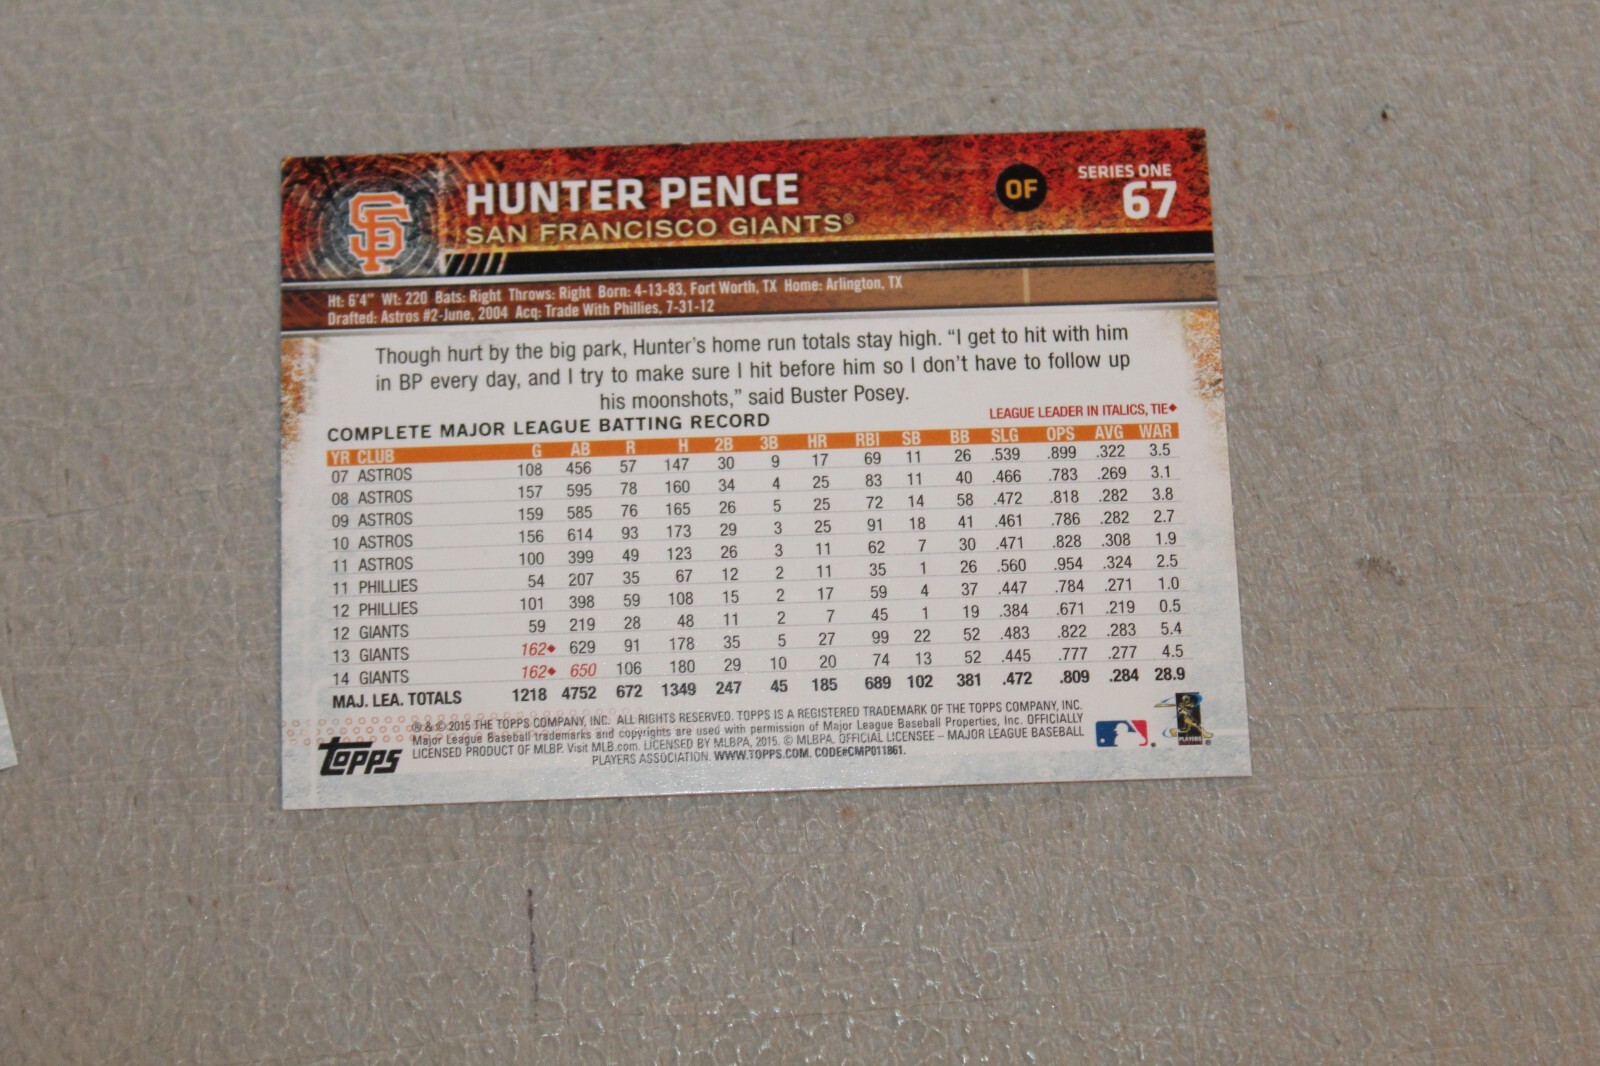 HUNTER PENCE
SAN FRANCISCO GIANTS®
OF
SERIES ONE
67
Ht: 6'4" Wt: 220 Bats: Right Throws: Right Born: 4-13-83, Fort Worth, TX Home: Arlington, TX
Drafted: Astros #2-June, 2004 Acq: Trade With Phillies, 7-31-12
Though hurt by the big park, Hunter's home run totals stay high. "I get to hit with him
in BP every day, and I try to make sure I hit before him so I don't have to follow up
his moonshots," said Buster Posey.
COMPLETE MAJOR LEAGUE BATTING RECORD
LEAGUE LEADER IN ITALICS, TIE♦
YR CLUB G AB R H 2B 3B HR RBI SB BB SLG OPS AVG WAR
07 ASTROS 108 456 57 147 30 9 17 69 11 26 .539 .899 .322 3.5
08 ASTROS 157 595 78 160 34 4 25 83 11 40 .466 .783 .269 3.1
09 ASTROS 159 585 76 165 26 5 25 72 14 58 .472 .818 .282 3.8
10 ASTROS 156 614 93 173 29 3 25 91 18 41 .461 .786 .282 2.7
11 ASTROS 100 399 49 123 26 3 11 62 7 30 .471 .828 .308 1.9
11 PHILLIES 54 207 35 67 12 2 11 35 1 26 .560 .954 .324 2.5
12 PHILLIES 101 398 59 108 15 2 17 59 4 37 .447 .784 .271 1.0
12 GIANTS 59 219 28 48 11 2 7 45 1 19 .384 .671 .219 0.5
13 GIANTS 162♦ 629 91 178 35 5 27 99 22 52 .483 .822 .283 5.4
14 GIANTS 162♦ 650 106 180 29 10 20 74 13 52 .445 .777 .277 4.5
MAJ. LEA. TOTALS 1218 4752 672 1349 247 45 185 689 102 381 .472 .809 .284 28.9
Topps
® & © 2015 THE TOPPS COMPANY, INC. ALL RIGHTS RESERVED. TOPPS IS A REGISTERED TRADEMARK OF THE TOPPS COMPANY, INC.
Major League Baseball trademarks and copyrights are used with permission of Major League Baseball Properties, Inc. OFFICIALLY
LICENSED PRODUCT OF MLBP. Visit MLB.com. LICENSED BY MLBPA, 2015. © MLBPA. OFFICIAL LICENSEE – MAJOR LEAGUE BASEBALL
PLAYERS ASSOCIATION. WWW.TOPPS.COM. CODE#CMP011861.